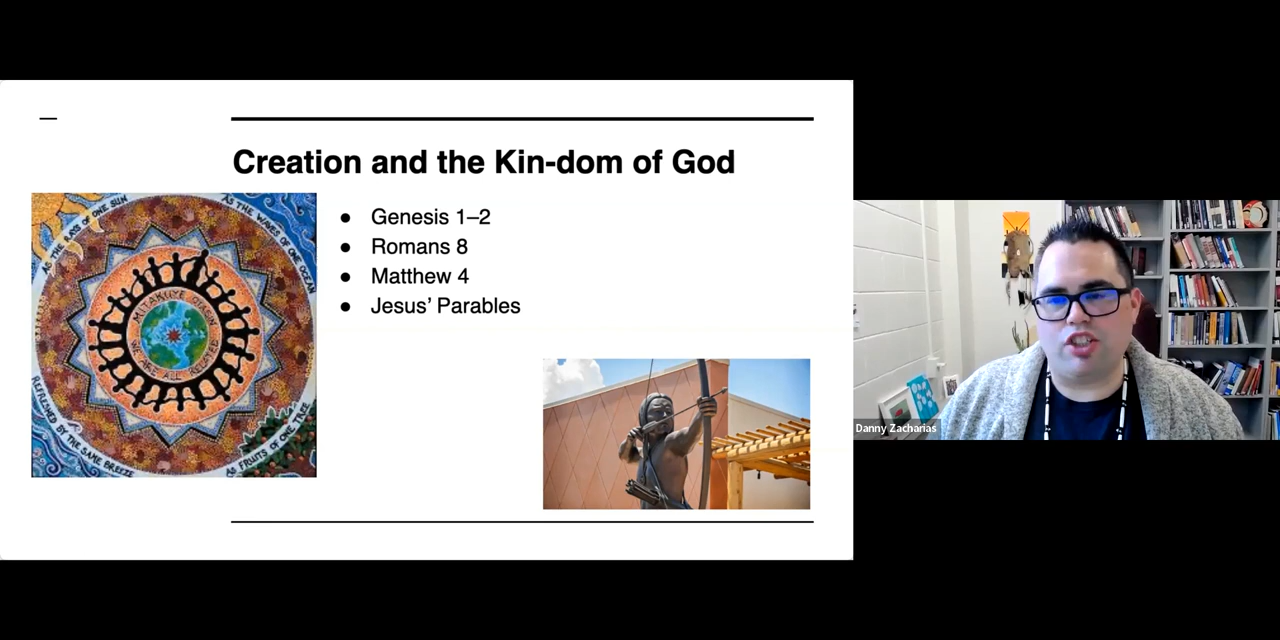 Creation and the Kin-dom of God
● Genesis 1–2
● Romans 8
● Matthew 4
● Jesus’ Parables
AS THE RAYS OF ONE SUN
AS THE WAVES OF ONE OCEAN
MITAKUYE OYASIN
WE ARE ALL RELATED
REFRESHED BY THE SAME BREEZE
AS FRUITS OF ONE TREE
Danny Zacharias